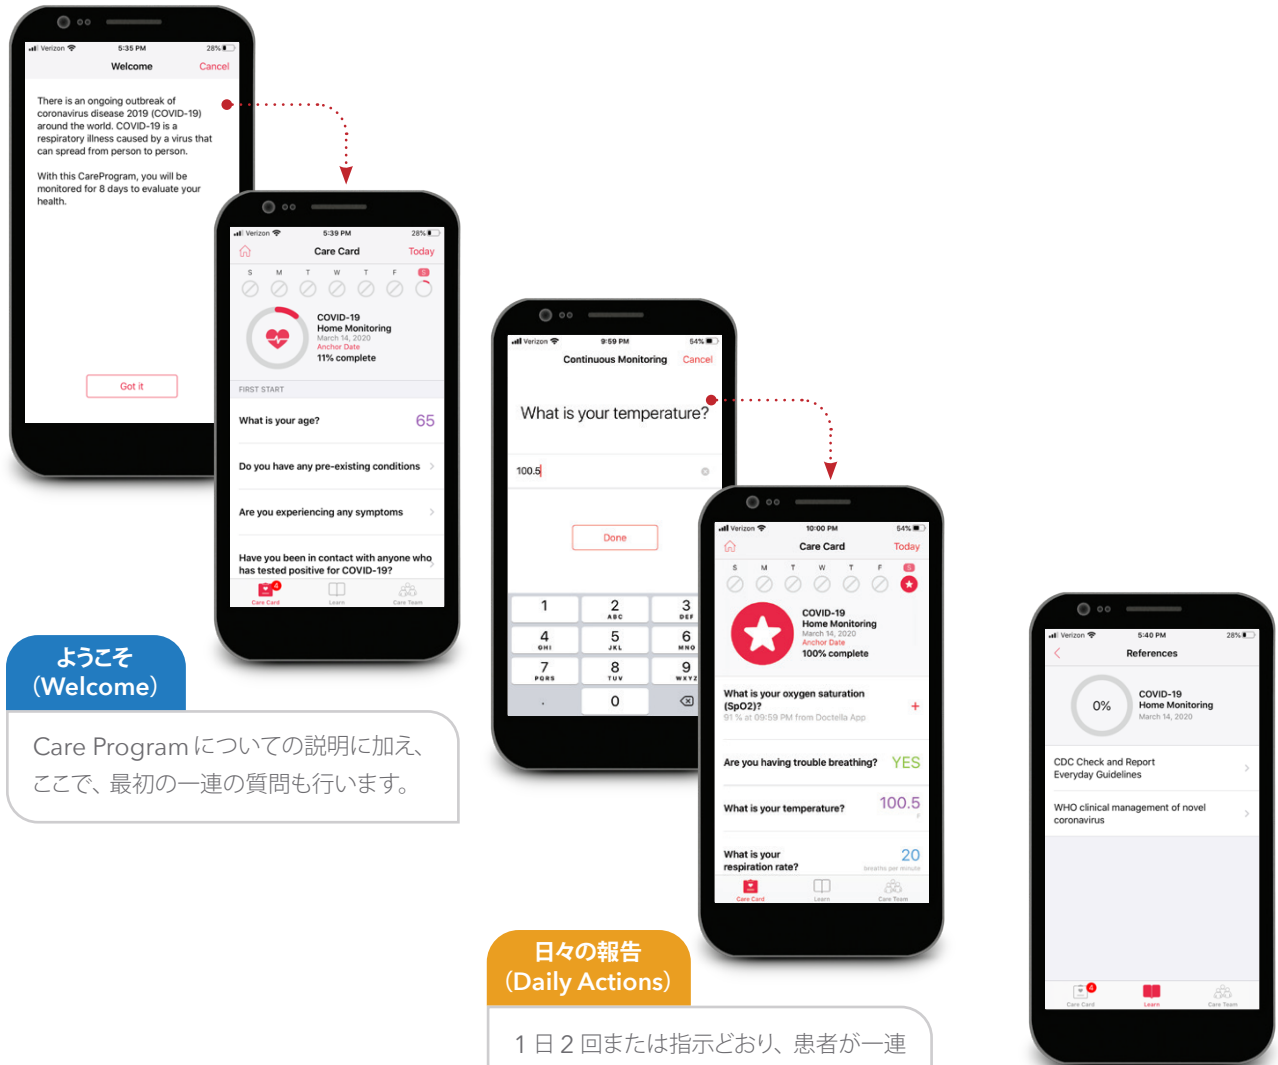 Verizon 5:35 PM 28%
Welcome Cancel
There is an ongoing outbreak of
coronavirus disease 2019 (COVID-19)
around the world. COVID-19 is a
respiratory illness caused by a virus that
can spread from person to person.
With this CareProgram, you will be
monitored for 8 days to evaluate your
health.
Got it
Verizon 5:39 PM 28%
Care Card Today
S M T W T F S
COVID-19
Home Monitoring
March 14, 2020
Anchor Date
11% complete
FIRST START
What is your age? 65
Do you have any pre-existing conditions
Are you experiencing any symptoms
Have you been in contact with anyone who
has tested positive for COVID-19?
4
Care Card Learn Care Team
ようこそ
(Welcome)
Care Program についての説明に加え、
ここで、最初の一連の質問も行います。
Verizon 9:59 PM 54%
Continuous Monitoring Cancel
What is your temperature?
100.5
Done
1 2 3
ABC DEF
4 5 6
GHI JKL MNO
7 8 9
PQRS TUV WXYZ
. 0
Verizon 10:00 PM 54%
Care Card Today
S M T W T F S
COVID-19
Home Monitoring
March 14, 2020
Anchor Date
100% complete
What is your oxygen saturation
(SpO2)? +
91 % at 09:59 PM from Doctella App
Are you having trouble breathing? YES
What is your temperature? 100.5
F
What is your 20
respiration rate? breaths per minute
Care Card Learn Care Team
日々の報告
(Daily Actions)
1 日 2 回または指示どおり、患者が一連
Verizon 5:40 PM 28%
References
0%
COVID-19
Home Monitoring
March 14, 2020
CDC Check and Report
Everyday Guidelines
WHO clinical management of novel
coronavirus
4
Care Card Learn Care Team